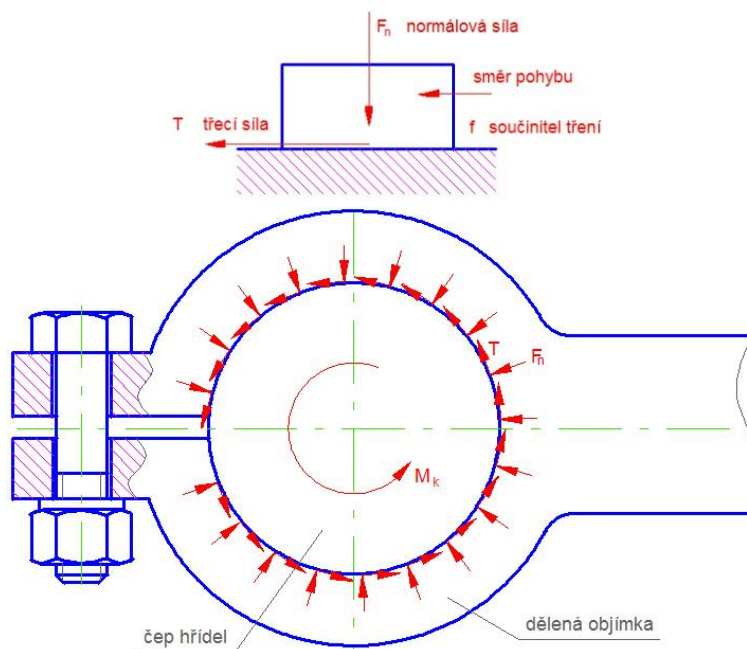 Fn normálová síla
směr pohybu
T třecí síla
f součinitel tření
T
Fn
Mk
čep hřídel
dělená objímka